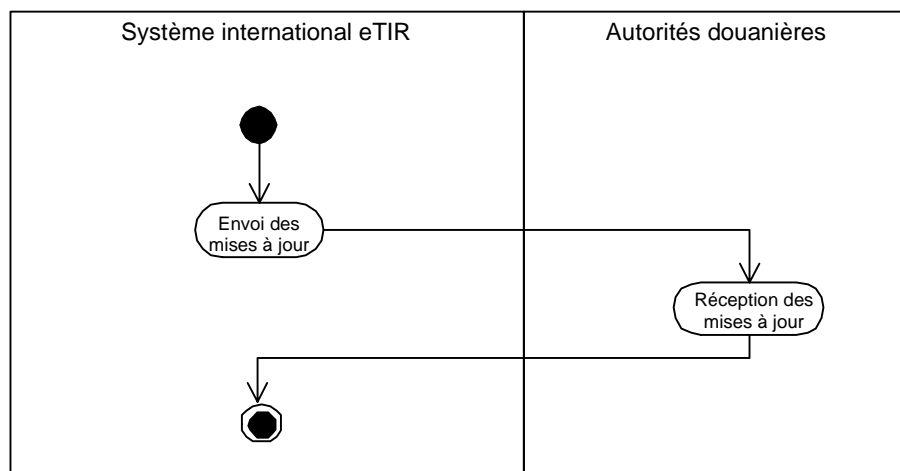 Système international eTIR
Autorités douanières
Envoi des
mises à jour
Réception des
mises à jour